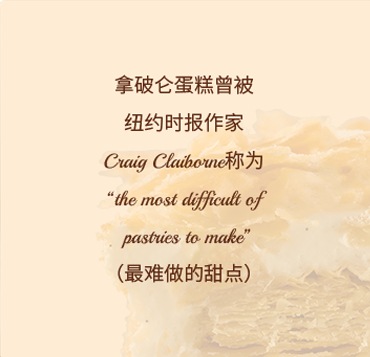 拿破仑蛋糕曾被
纽约时报作家
Craig Claiborne称为
“the most difficult of
pastries to make”
（最难做的甜点）